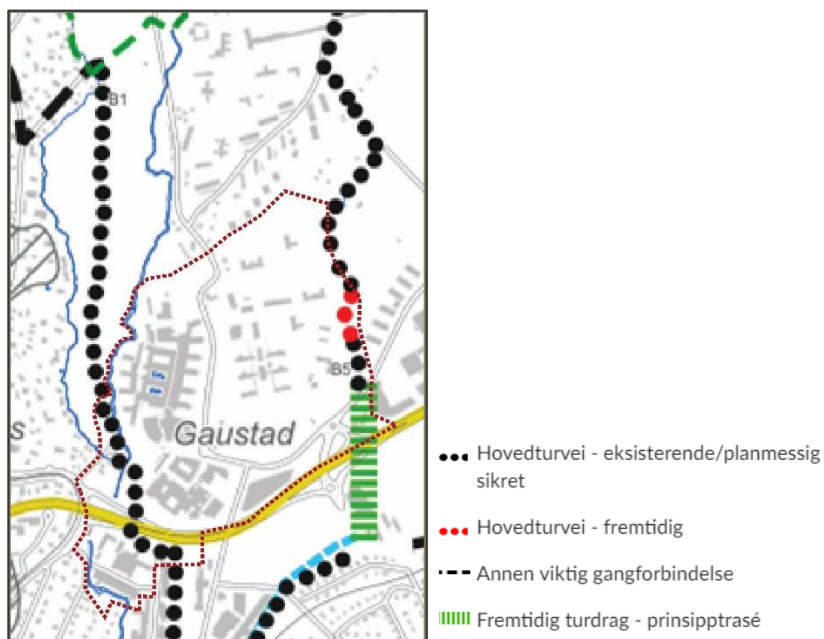 B1
B5
S
Gaustad
Hovedturvei - eksisterende/planmessig
sikret
Hovedturvei - fremtidig
Annen viktig gangforbindelse
Fremtidig turdrag - prinsipptrasé